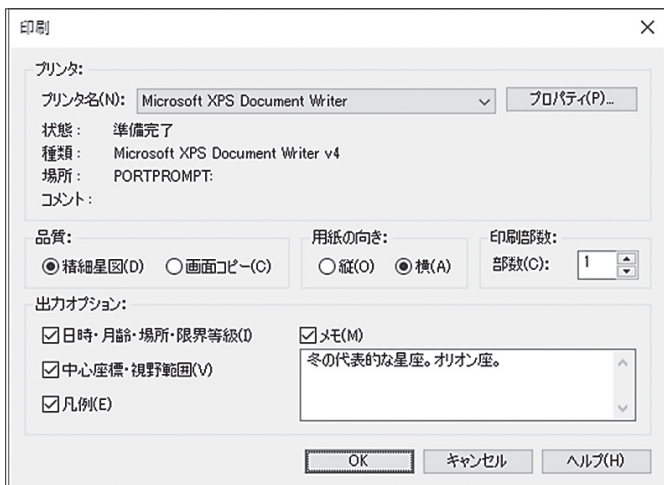 印刷
プリンタ:
プリンタ名(N): Microsoft XPS Document Writer プロパティ(P)...
状態: 準備完了
種類: Microsoft XPS Document Writer v4
場所: PORTPROMPT:
コメント:
品質: 用紙の向き: 印刷部数:
精細星図(D) 画面コピー(C) 縦(O) 横(A) 部数(C): 1
出力オプション:
日時・月齢・場所・限界等級(I) メモ(M)
冬の代表的な星座。オリオン座。
中心座標・視野範囲(V)
凡例(E)
OK キャンセル ヘルプ(H)